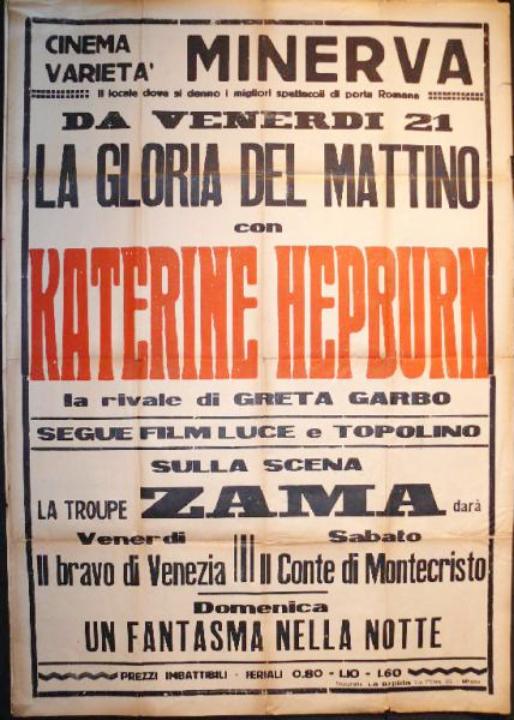 CINEMA
VARIETA' MINERVA
Il locale dove si danno i migliori spettacoli di porta Romana
DA VENERDI 21
LA GLORIA DEL MATTINO
con
KATERINE HEPBURN
la rivale di GRETA GARBO
SEGUE FILM LUCE e TOPOLINO
SULLA SCENA
LA TROUPE ZAMA darà
Venerdi
Il bravo di Venezia
Sabato
Il Conte di Montecristo
Domenica
UN FANTASMA NELLA NOTTE
PREZZI IMBATTIBILI - FERIALI 0.80 - 1.10 - 1.60